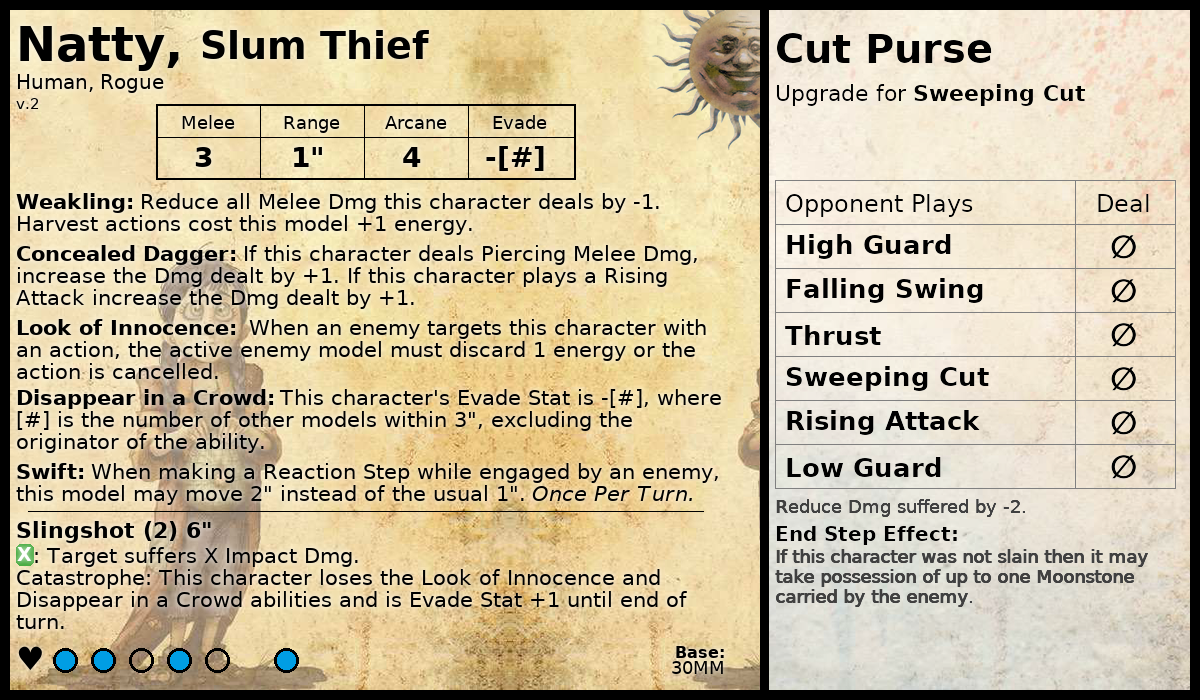 Natty, Slum Thief
Human, Rogue
v.2
Melee Range Arcane Evade
3 1" 4 -[#]
Weakling: Reduce all Melee Dmg this character deals by -1.
Harvest actions cost this model +1 energy.
Concealed Dagger: If this character deals Piercing Melee Dmg,
increase the Dmg dealt by +1. If this character plays a Rising
Attack increase the Dmg dealt by +1.
Look of Innocence: When an enemy targets this character with
an action, the active enemy model must discard 1 energy or the
action is cancelled.
Disappear in a Crowd: This character's Evade Stat is -[#], where
[#] is the number of other models within 3", excluding the
originator of the ability.
Swift: When making a Reaction Step while engaged by an enemy,
this model may move 2" instead of the usual 1". Once Per Turn.
Slingshot (2) 6"
X: Target suffers X Impact Dmg.
Catastrophe: This character loses the Look of Innocence and
Disappear in a Crowd abilities and is Evade Stat +1 until end of
turn.
Base:
30MM
Cut Purse
Upgrade for Sweeping Cut
Opponent Plays Deal
High Guard ∅
Falling Swing ∅
Thrust ∅
Sweeping Cut ∅
Rising Attack ∅
Low Guard ∅
Reduce Dmg suffered by -2.
End Step Effect:
If this character was not slain then it may
take possession of up to one Moonstone
carried by the enemy.